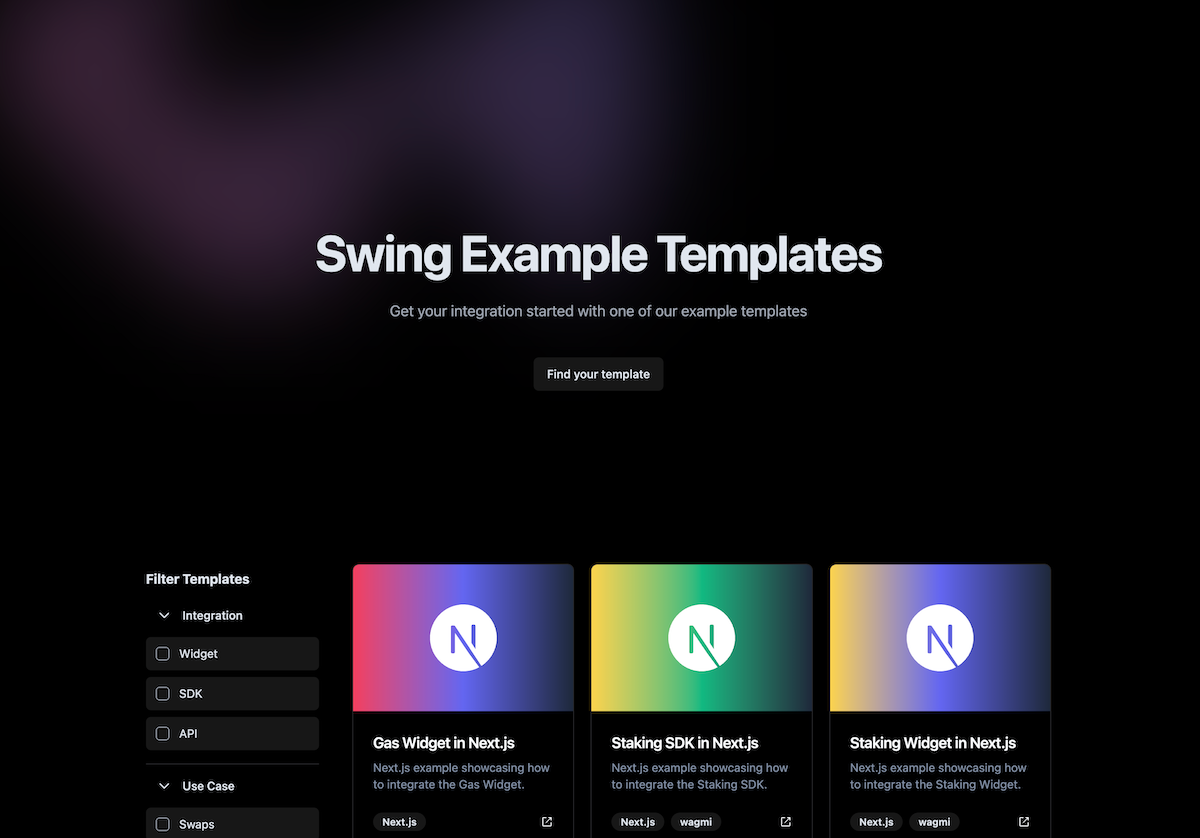 Swing Example Templates
Get your integration started with one of our example templates
Find your template
Filter Templates
Integration
Widget
SDK
API
Use Case
Swaps
Gas Widget in Next.js
Next.js example showcasing how
to integrate the Gas Widget.
Next.js
Staking SDK in Next.js
Next.js example showcasing how
to integrate the Staking SDK.
Next.js wagmi
Staking Widget in Next.js
Next.js example showcasing how
to integrate the Staking Widget.
Next.js wagmi